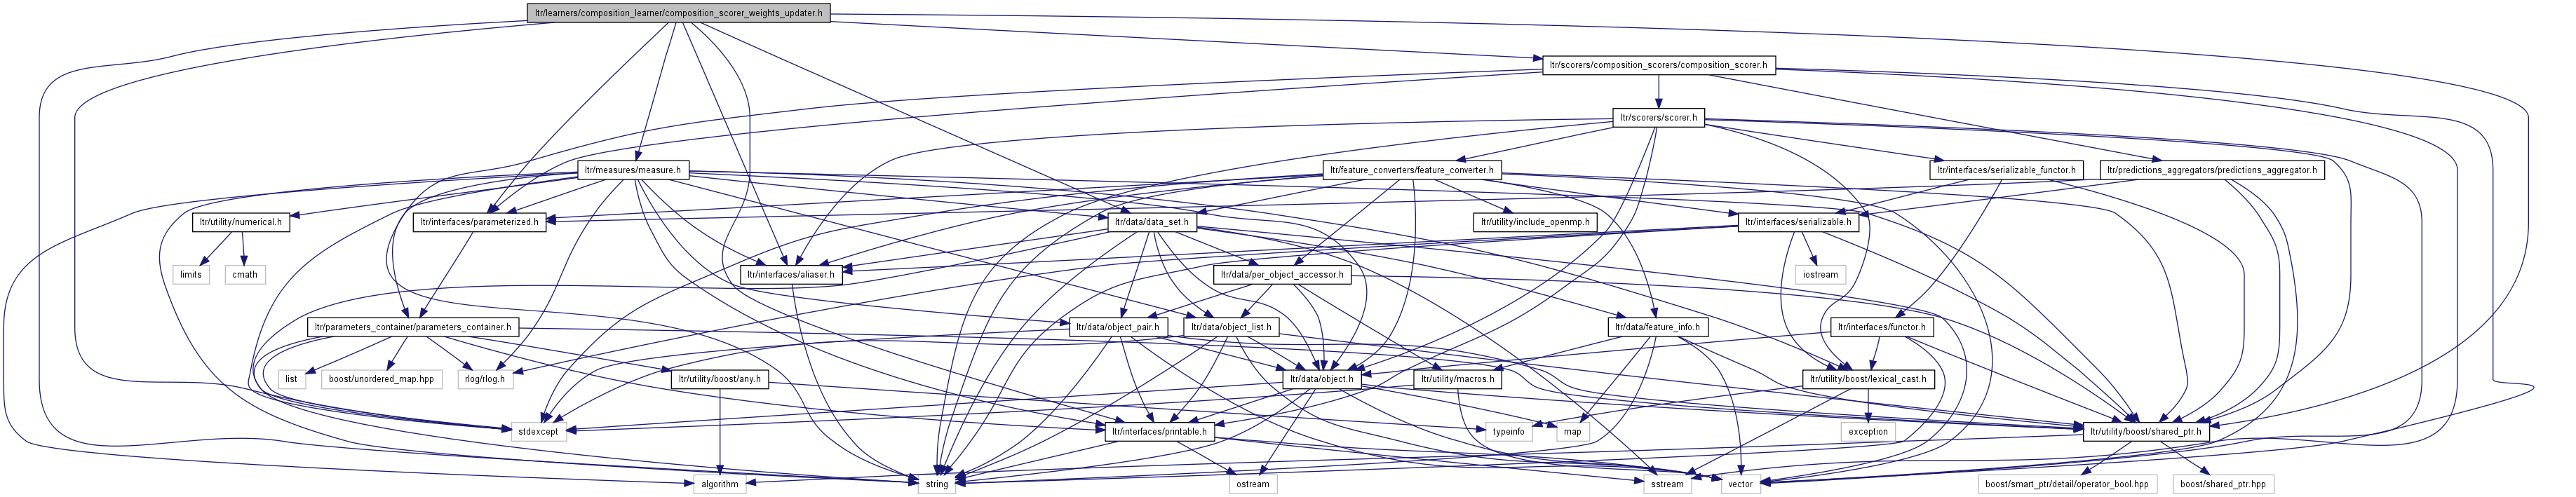 ltr/learners/composition_learner/composition_scorer_weights_updater.h
ltr/scorers/composition_scorers/composition_scorer.h
ltr/scorers/scorer.h
ltr/measures/measure.h
ltr/feature_converters/feature_converter.h
ltr/interfaces/serializable_functor.h
ltr/predictions_aggregators/predictions_aggregator.h
ltr/utility/numerical.h
ltr/interfaces/parameterized.h
ltr/data/data_set.h
ltr/utility/include_openmp.h
ltr/interfaces/serializable.h
limits
cmath
ltr/interfaces/aliaser.h
ltr/data/per_object_accessor.h
iostream
ltr/parameters_container/parameters_container.h
ltr/data/object_pair.h
ltr/data/object_list.h
ltr/data/feature_info.h
ltr/interfaces/functor.h
list
boost/unordered_map.hpp
rlog/rlog.h
ltr/utility/boost/any.h
ltr/data/object.h
ltr/utility/macros.h
ltr/utility/boost/lexical_cast.h
stdexcept
ltr/interfaces/printable.h
typeinfo
map
exception
ltr/utility/boost/shared_ptr.h
algorithm
string
ostream
sstream
vector
boost/smart_ptr/detail/operator_bool.hpp
boost/shared_ptr.hpp